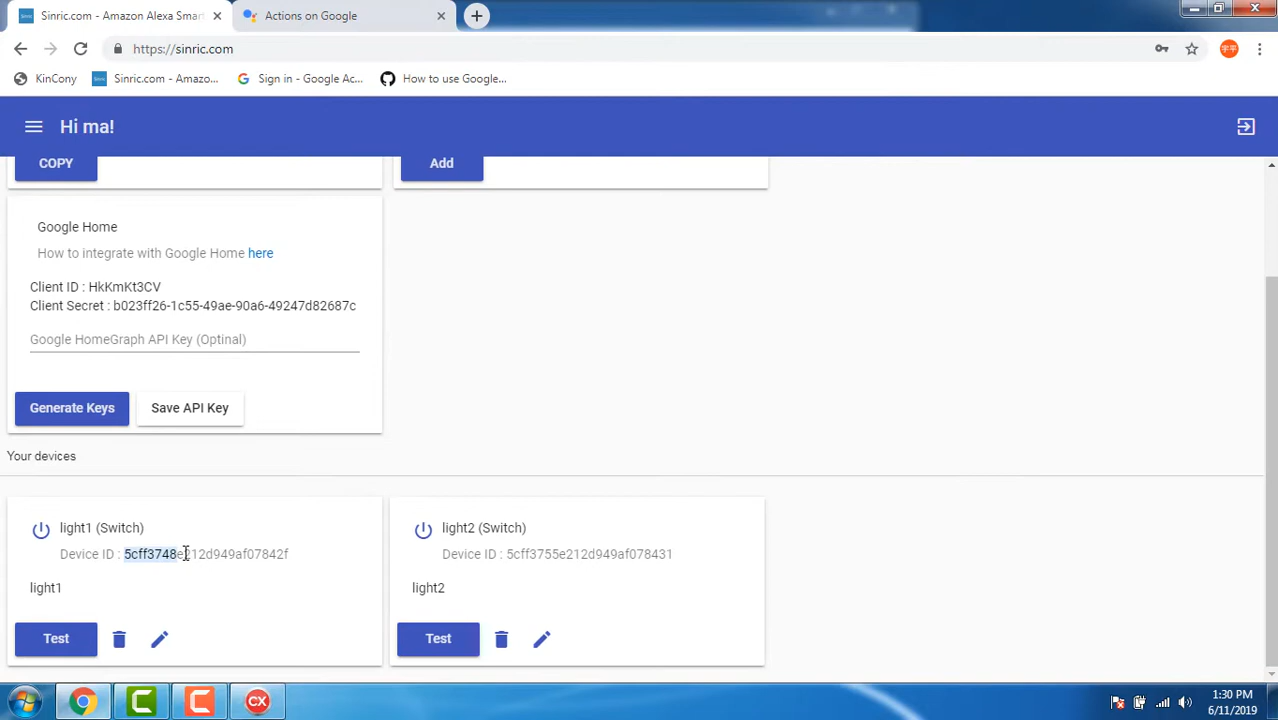 Sinric.com - Amazon Alexa Smart
Actions on Google
https://sinric.com
KinCony
Sinric.com - Amazo...
Sign in - Google Ac...
How to use Google...
Hi ma!
COPY
Add
Google Home
How to integrate with Google Home here
Client ID : HkKmKt3CV
Client Secret : b023ff26-1c55-49ae-90a6-49247d82687c
Google HomeGraph API Key (Optinal)
Generate Keys
Save API Key
Your devices
light1 (Switch)
Device ID : 5cff3748e212d949af07842f
light1
Test
light2 (Switch)
Device ID : 5cff3755e212d949af078431
light2
Test
1:30 PM
6/11/2019